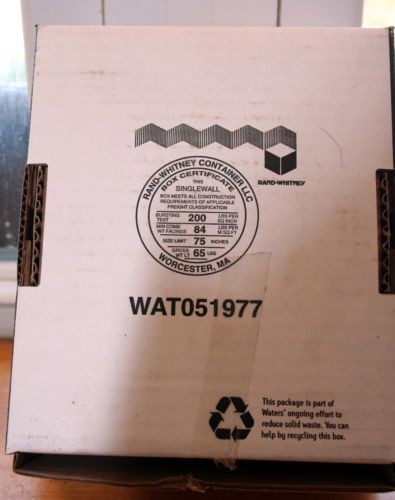 RAND-WHITNEY
RAND-WHITNEY CONTAINER LLC
BOX CERTIFICATE
THIS
SINGLEWALL
BOX MEETS ALL CONSTRUCTION
REQUIREMENTS OF APPLICABLE
FREIGHT CLASSIFICATION
BURSTING TEST 200 LBS PER SQ INCH
MIN COMB WT FACINGS 84 LBS PER M SQ FT
SIZE LIMIT 75 INCHES
GROSS WT LT 65 LBS
WORCESTER, MA
WAT051977
This package is part of
Waters' ongoing effort to
reduce solid waste. You can
help by recycling this box.